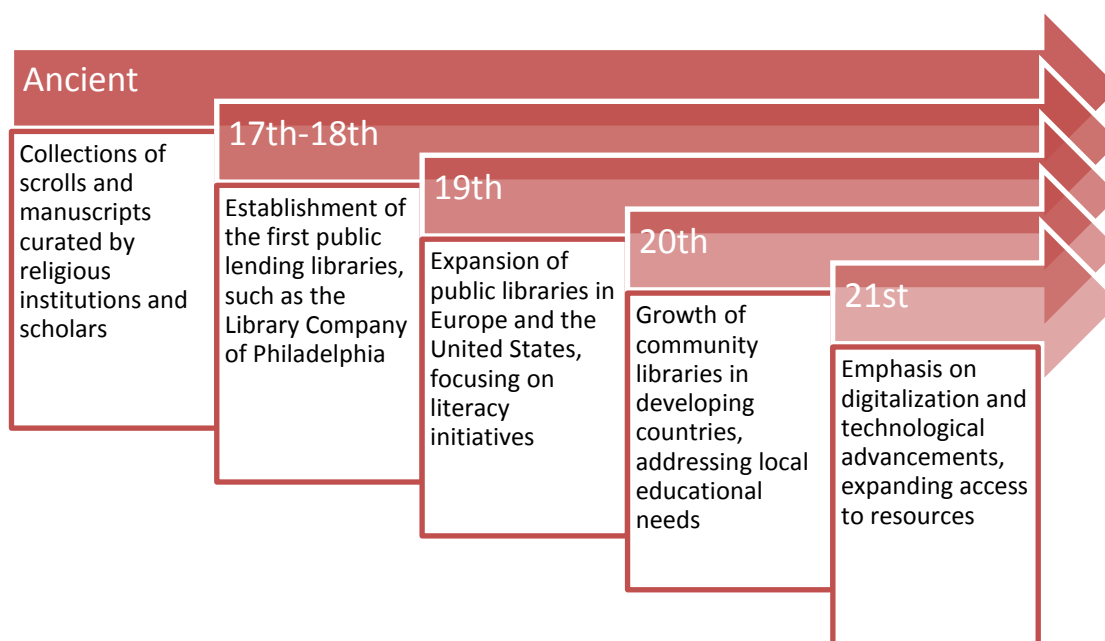 Ancient
Collections of
scrolls and
manuscripts
curated by
religious
institutions and
scholars
17th-18th
Establishment of
the first public
lending libraries,
such as the
Library Company
of Philadelphia
19th
Expansion of
public libraries in
Europe and the
United States,
focusing on
literacy
initiatives
20th
Growth of
community
libraries in
developing
countries,
addressing local
educational
needs
21st
Emphasis on
digitalization and
technological
advancements,
expanding access
to resources